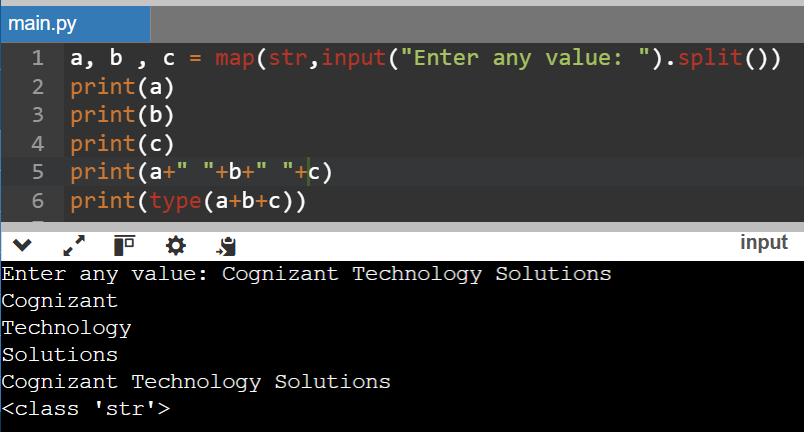 main.py
1 a, b , c = map(str,input("Enter any value: ").split())
2 print(a)
3 print(b)
4 print(c)
5 print(a+" "+b+" "+c)
6 print(type(a+b+c))
input
Enter any value: Cognizant Technology Solutions
Cognizant
Technology
Solutions
Cognizant Technology Solutions
<class 'str'>